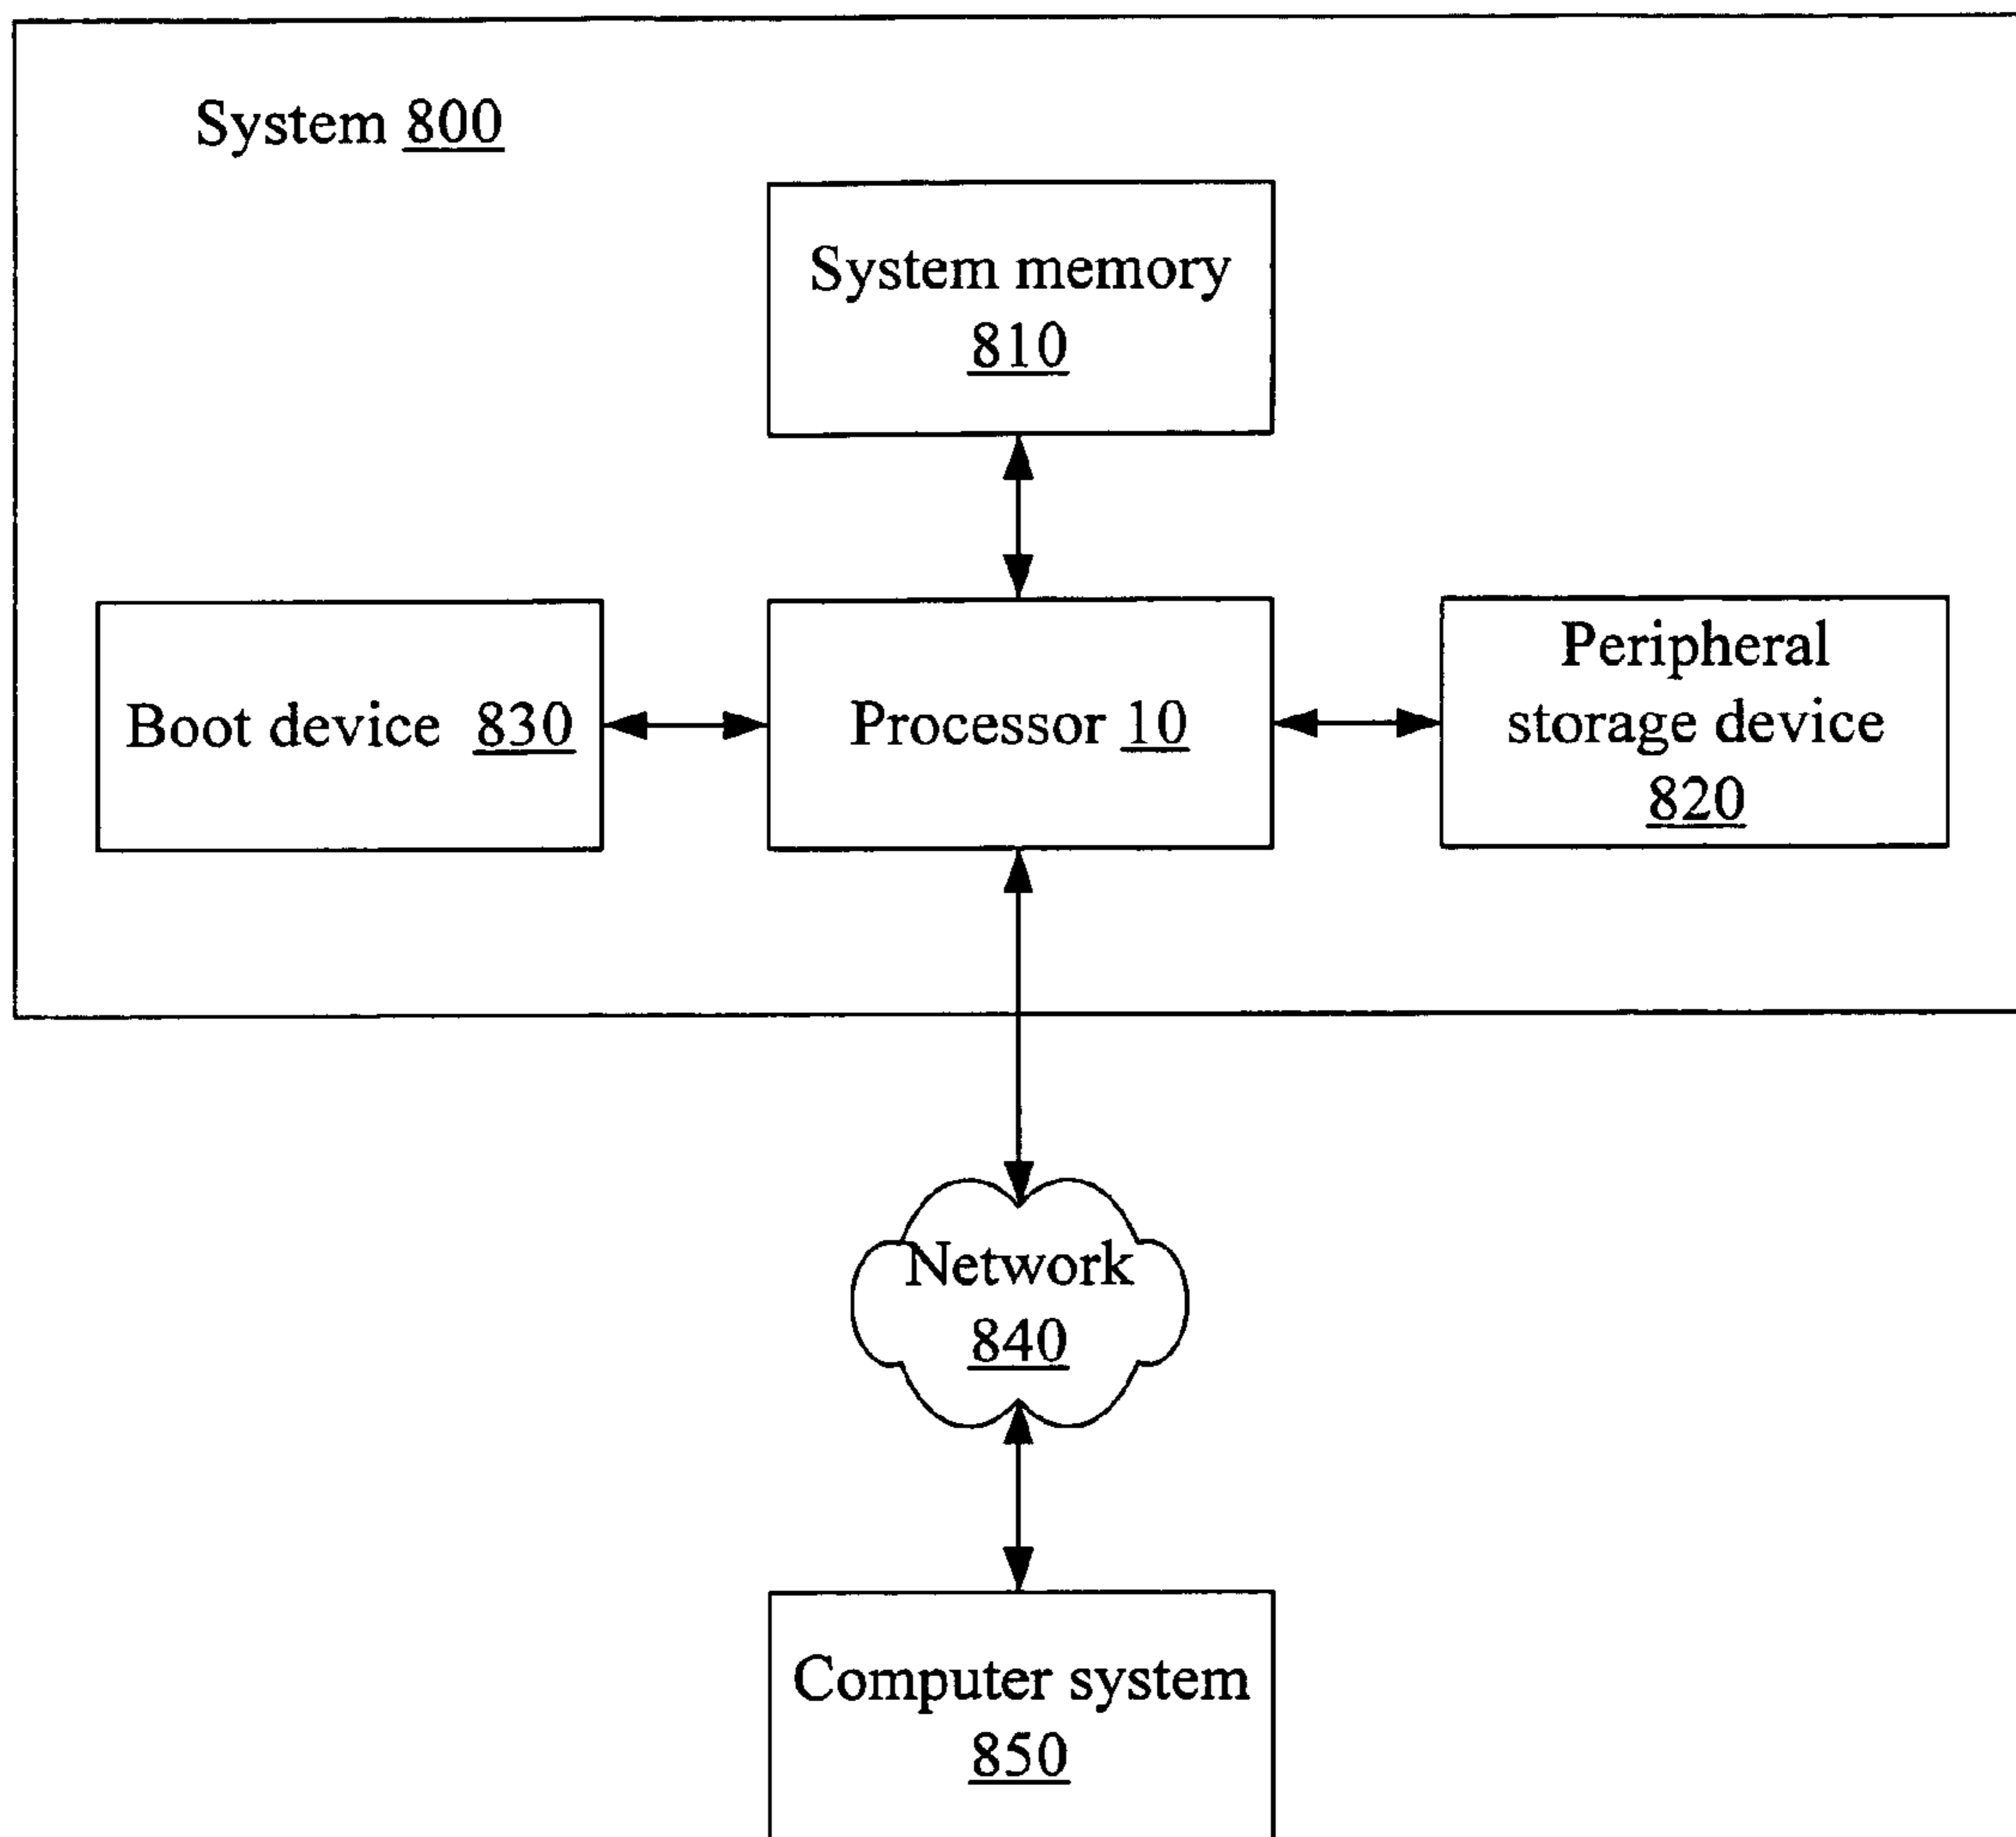 System 800
System memory
810
Boot device 830
Processor 10
Peripheral
storage device
820
Network
840
Computer system
850